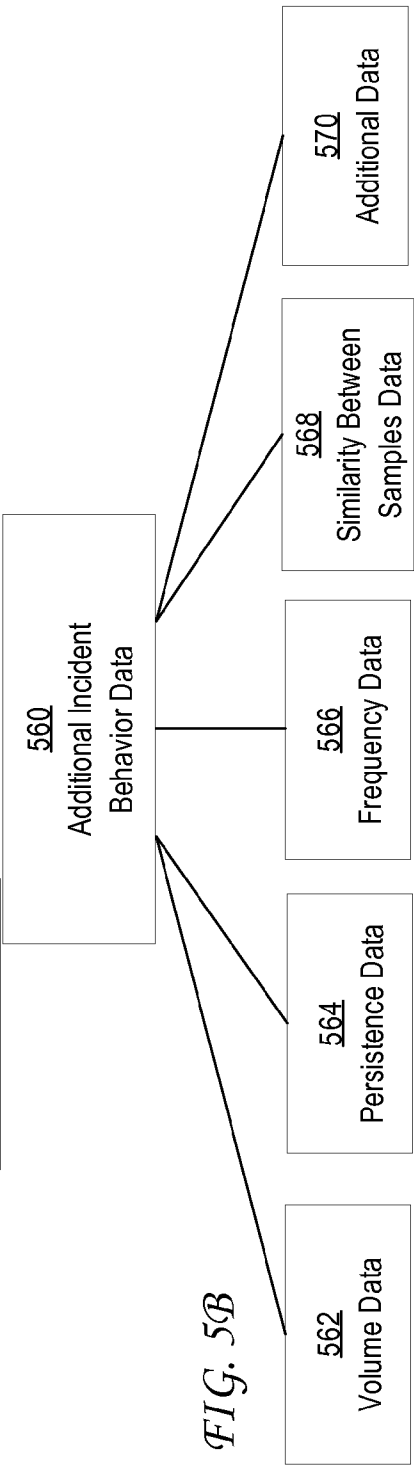 560
Additional Incident
Behavior Data
562
Volume Data
564
Persistence Data
566
Frequency Data
568
Similarity Between
Samples Data
570
Additional Data
FIG. 5B